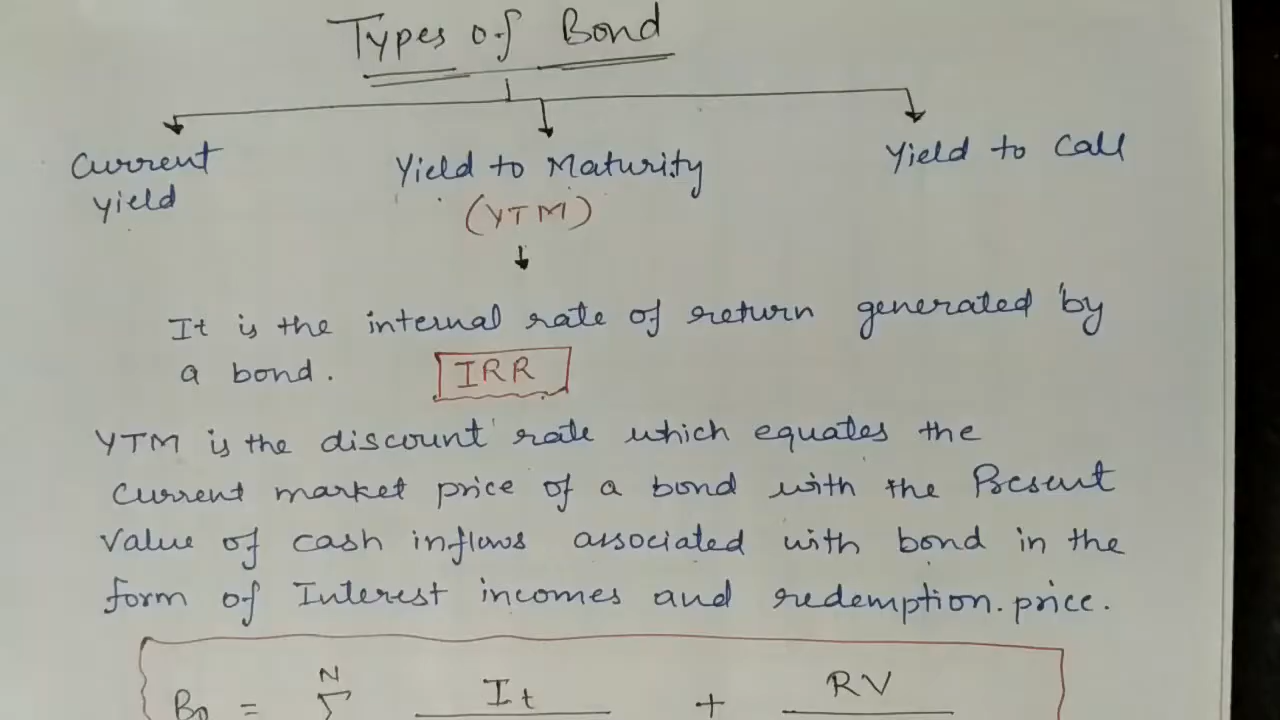 Types of Bond
Current
yield
Yield to Maturity
(YTM)
Yield to Call
It is the internal rate of return generated by
a bond. IRR
YTM is the discount rate which equates the
current market price of a bond with the Present
value of cash inflows associated with bond in the
form of Interest incomes and redemption.price.
N
It
RV
B0 = Σ +